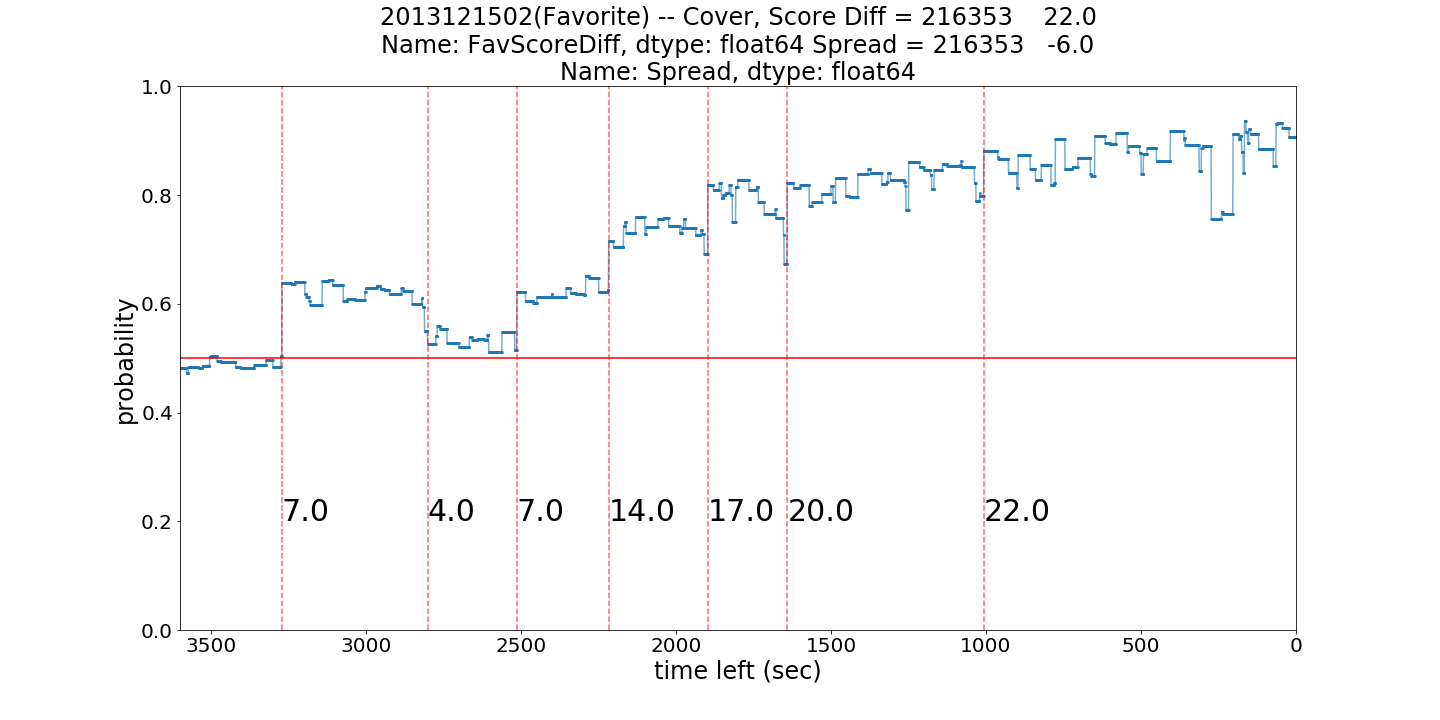 2013121502(Favorite) -- Cover, Score Diff = 216353    22.0
Name: FavScoreDiff, dtype: float64 Spread = 216353   -6.0
Name: Spread, dtype: float64
1.0
0.8
0.6
0.4
0.2
0.0
probability
7.0 4.0 7.0 14.0 17.0 20.0 22.0
3500 3000 2500 2000 1500 1000 500 0
time left (sec)